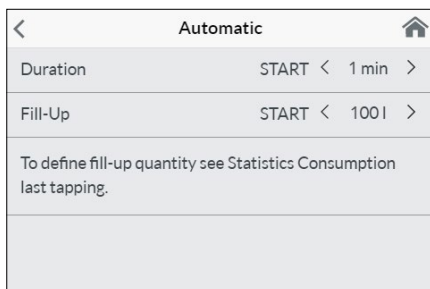 Automatic
Duration START < 1 min >
Fill-Up START < 100 l >
To define fill-up quantity see Statistics Consumption
last tapping.